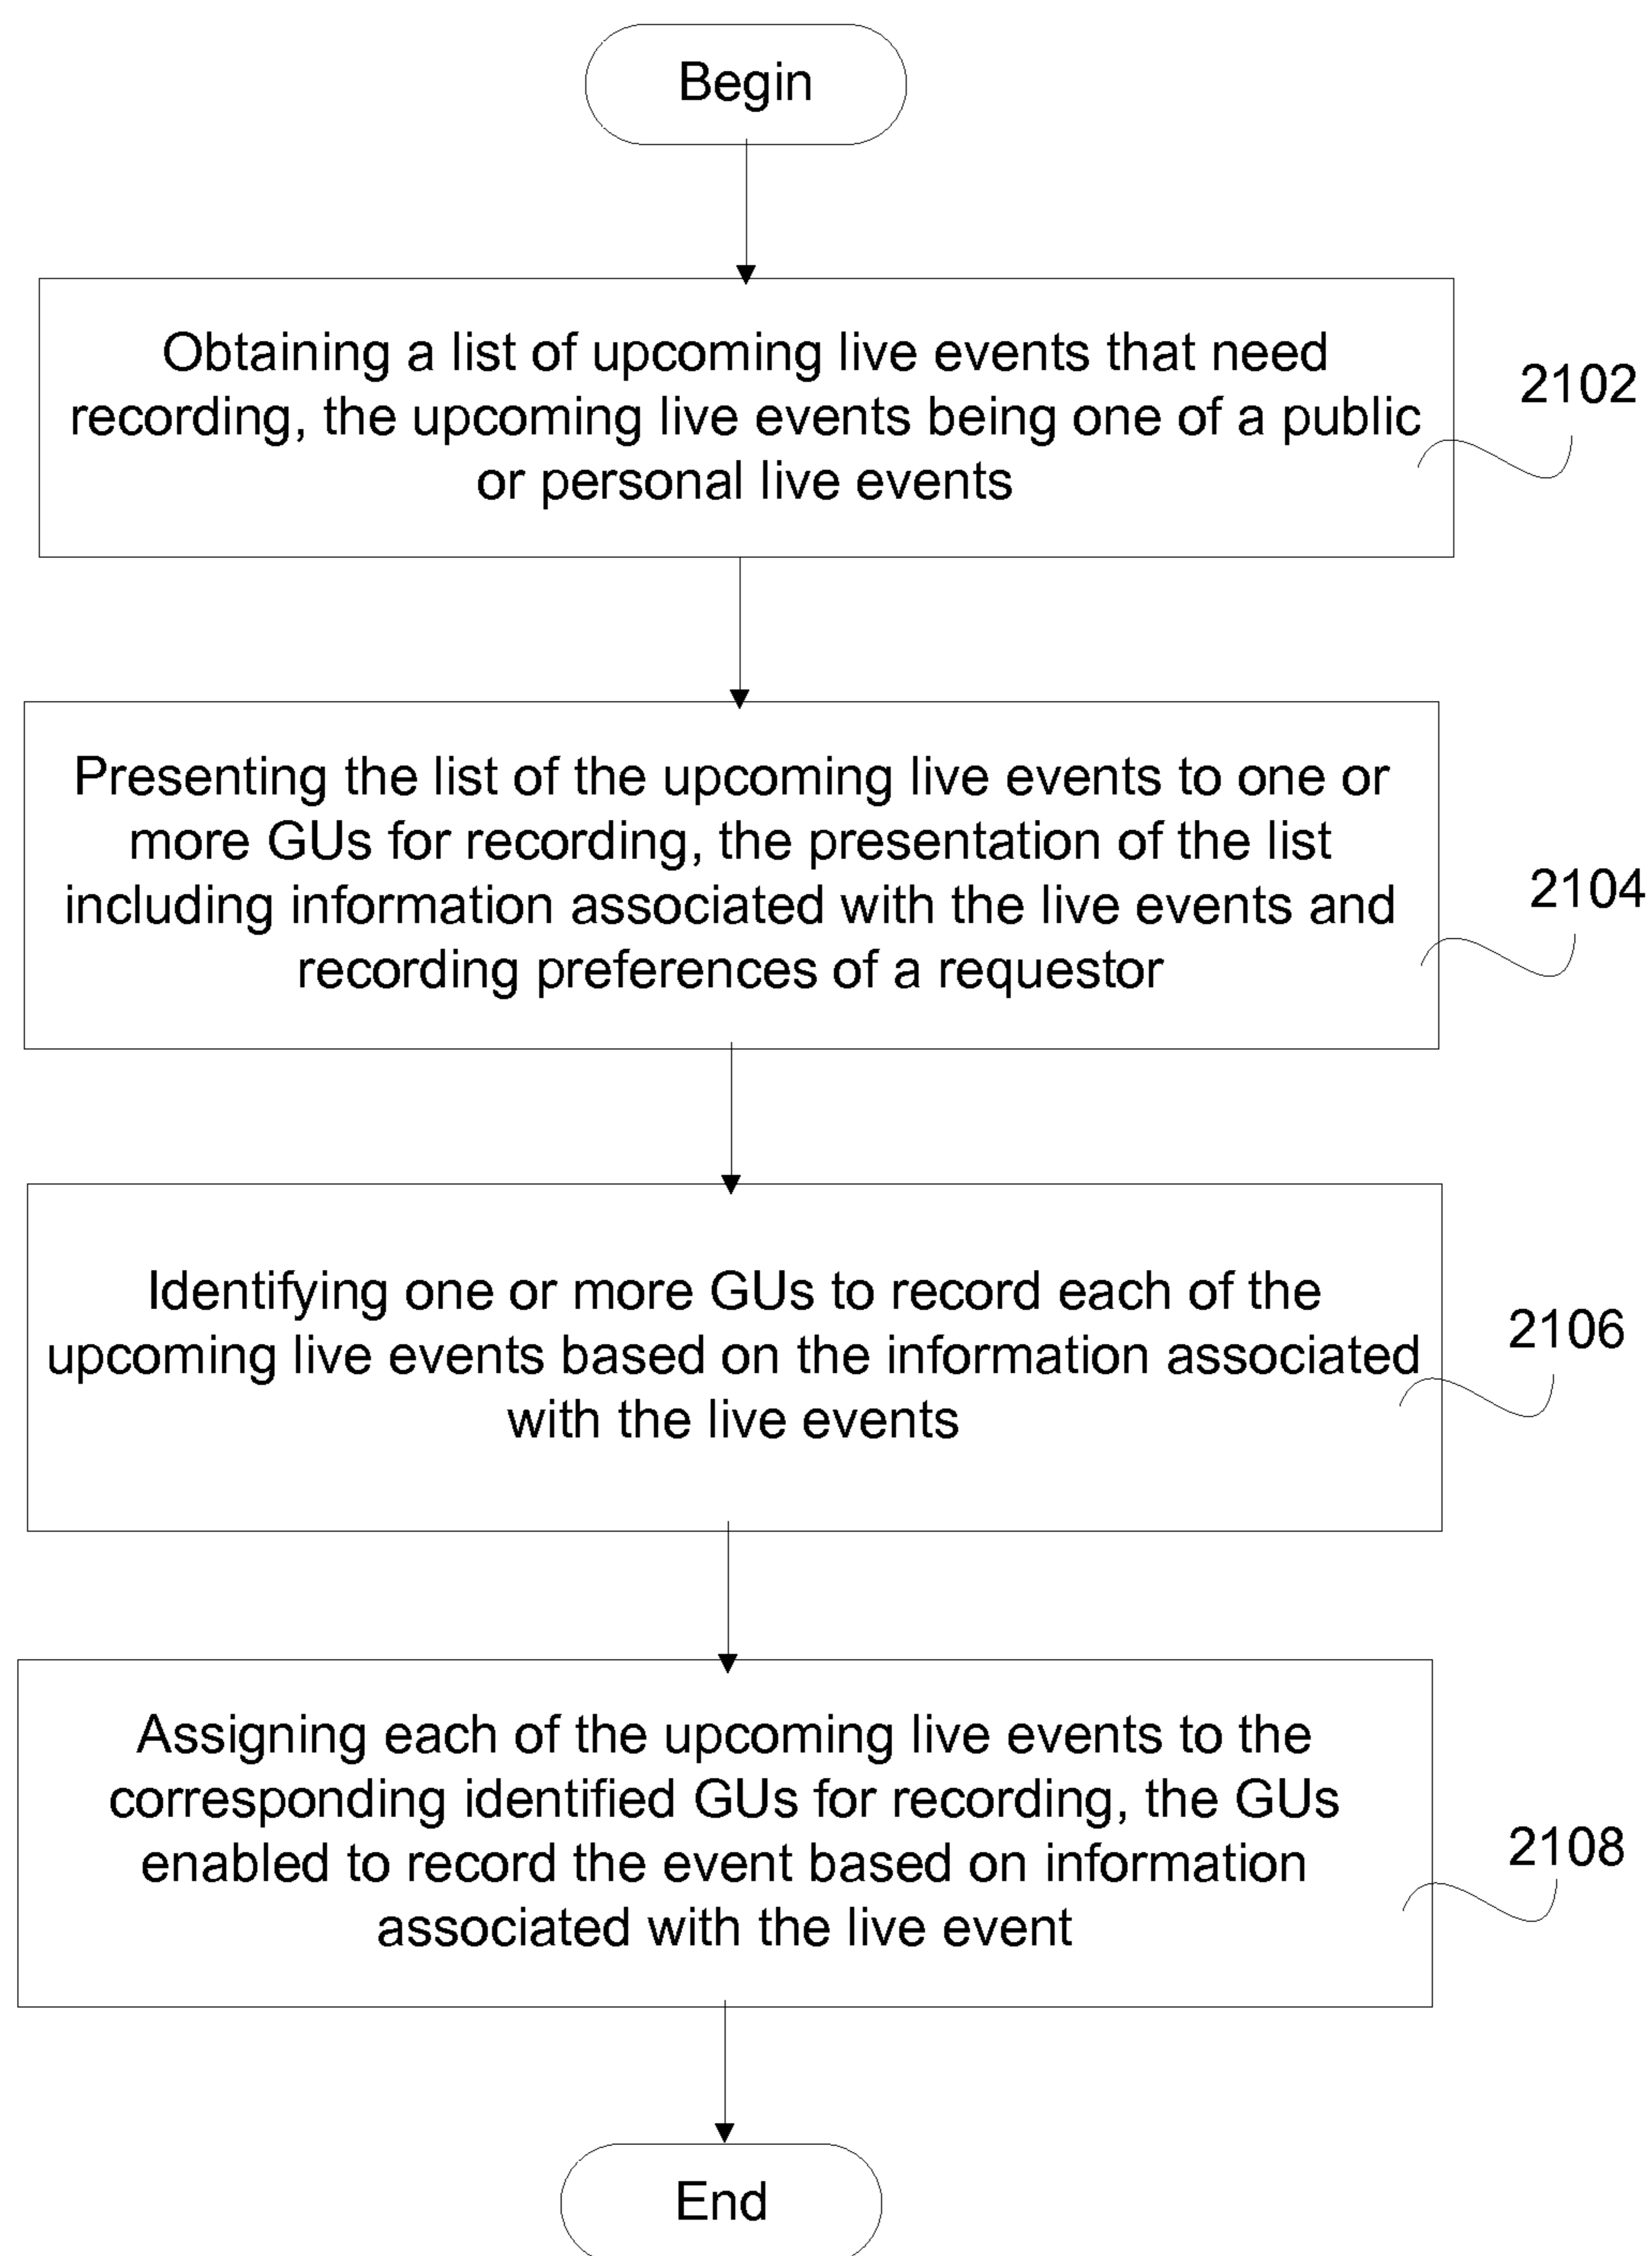 Begin
Obtaining a list of upcoming live events that need
recording, the upcoming live events being one of a public
or personal live events
2102
Presenting the list of the upcoming live events to one or
more GUs for recording, the presentation of the list
including information associated with the live events and
recording preferences of a requestor
2104
Identifying one or more GUs to record each of the
upcoming live events based on the information associated
with the live events
2106
Assigning each of the upcoming live events to the
corresponding identified GUs for recording, the GUs
enabled to record the event based on information
associated with the live event
2108
End